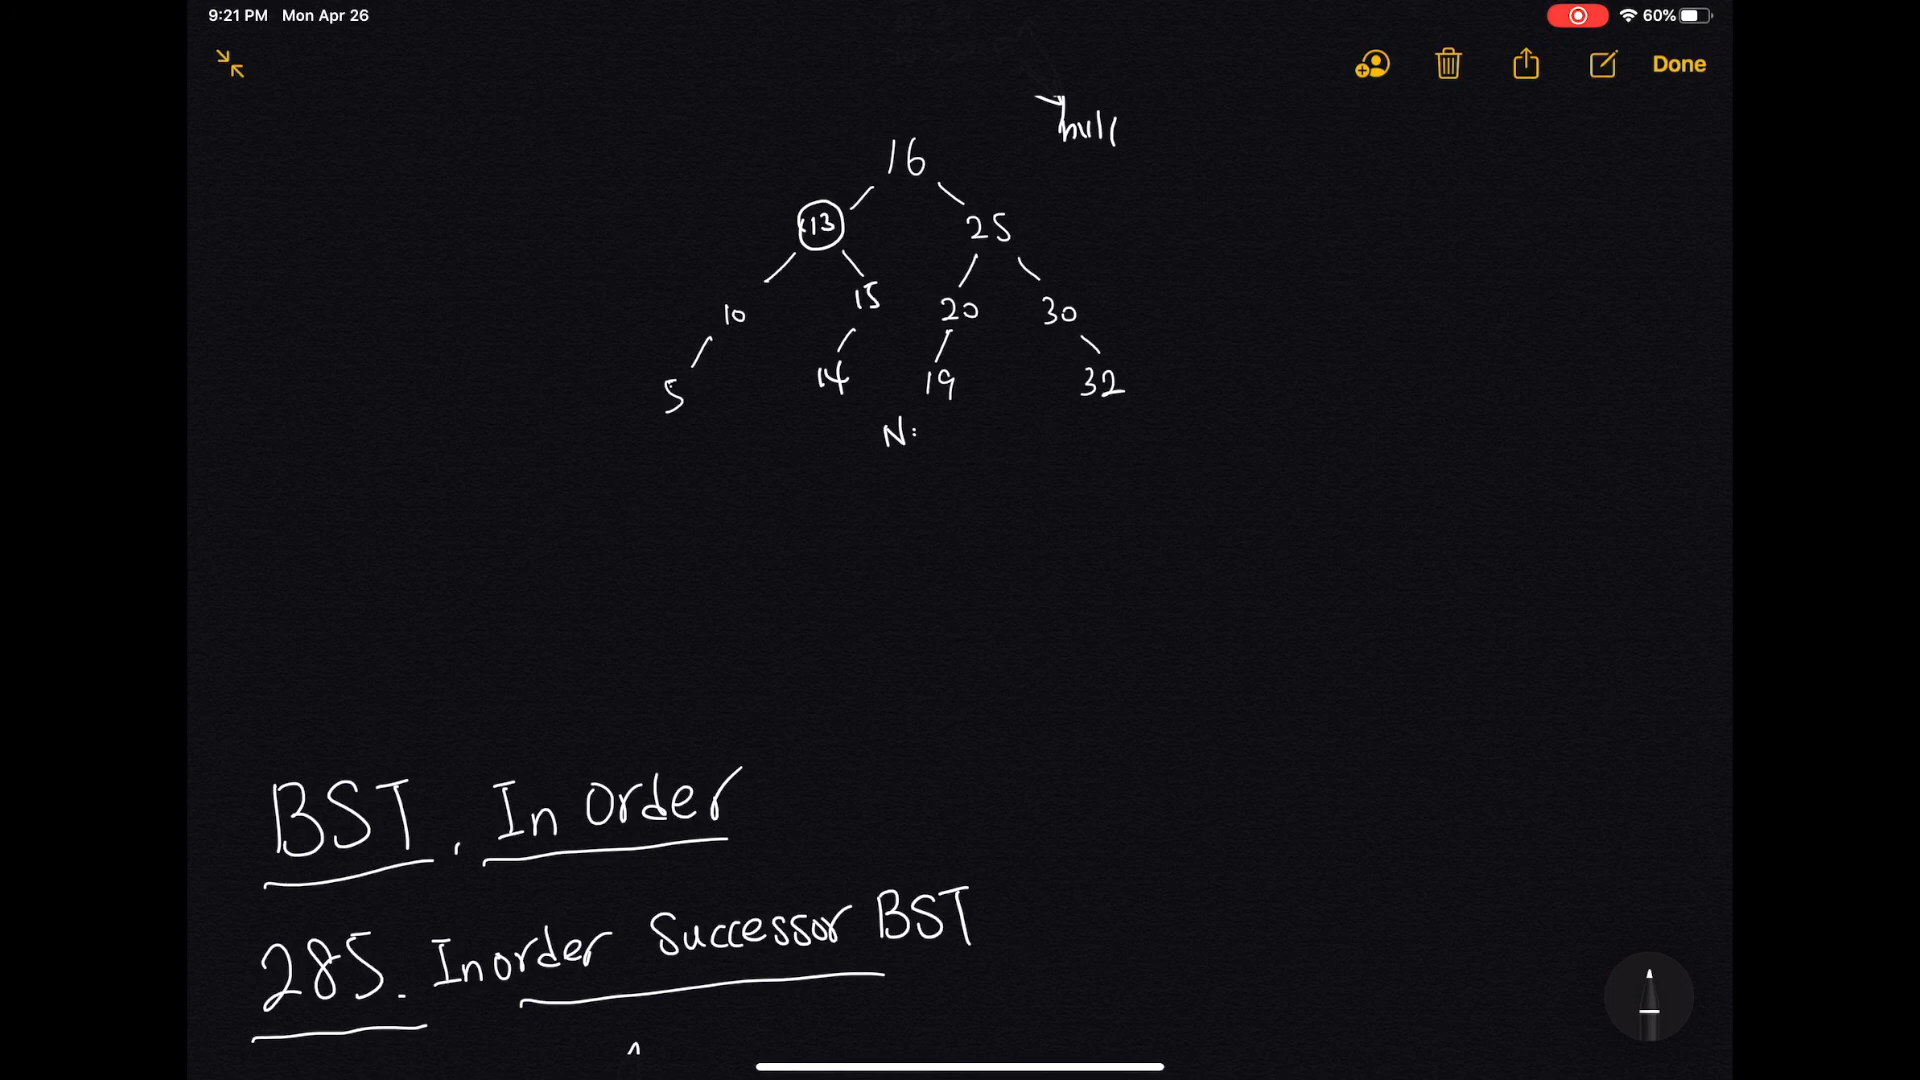 9:21 PM Mon Apr 26
60%
Done
null
16
13 25
10 15 20 30
5 14 19 32
N:
BST, In Order
285. Inorder Successor BST